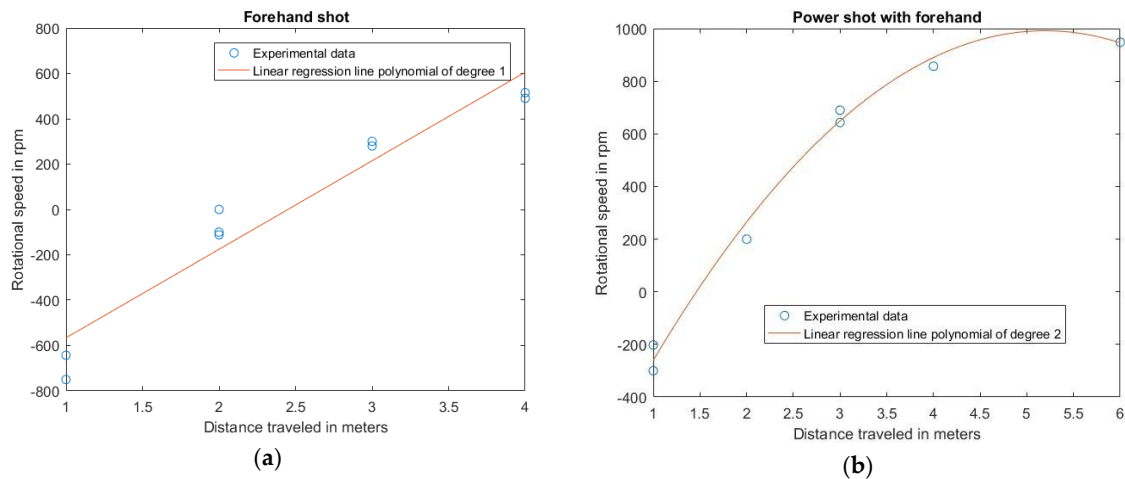 Forehand shot
800
600
400
200
0
-200
-400
-600
-800
Rotational speed in rpm
Experimental data
Linear regression line polynomial of degree 1
1
1.5
2
2.5
3
3.5
4
Distance traveled in meters
(a)
Power shot with forehand
1000
800
600
400
200
0
-200
-400
Rotational speed in rpm
Experimental data
Linear regression line polynomial of degree 2
1
1.5
2
2.5
3
3.5
4
4.5
5
5.5
6
Distance traveled in meters
(b)